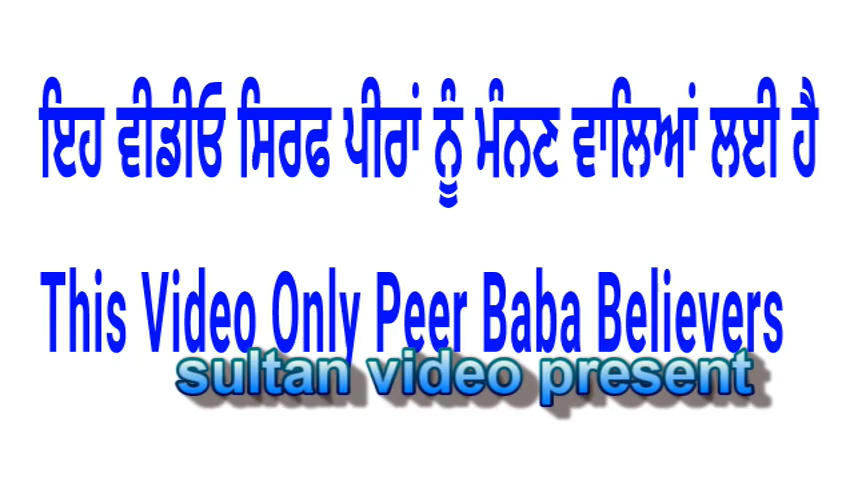 ਇਹ ਵੀਡੀਓ ਸਿਰਫ ਪੀਰਾਂ ਨੂੰ ਮੰਨਣ ਵਾਲਿਆਂ ਲਈ ਹੈ
This Video Only Peer Baba Believers
sultan video present